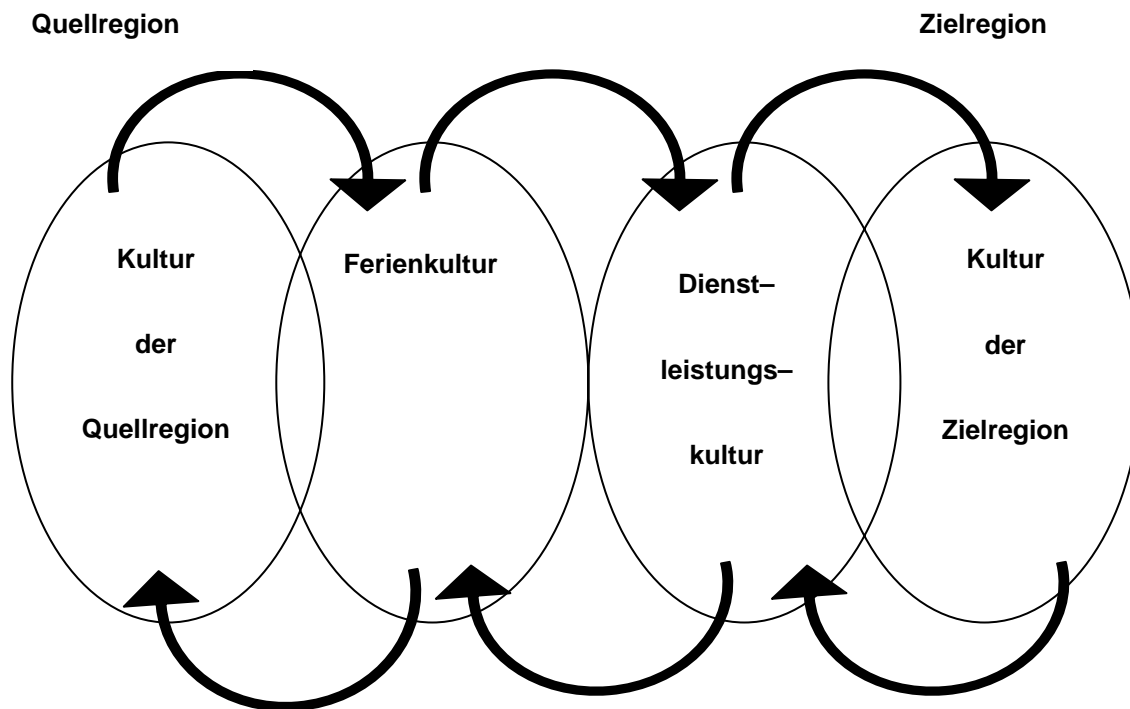 Quellregion
Zielregion
Kultur
der
Quellregion
Ferienkultur
Dienst–
leistungs–
kultur
Kultur
der
Zielregion